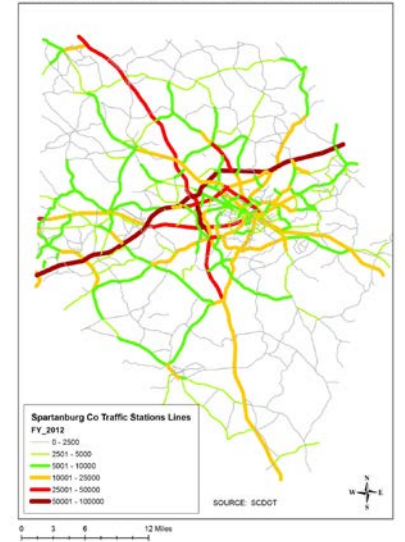 Spartanburg Co Traffic Stations Lines
FY_2012
0 - 2500
2501 - 5000
5001 - 10000
10001 - 25000
25001 - 50000
50001 - 100000
SOURCE: SCDOT
W E
S
0 3 6 12 Miles